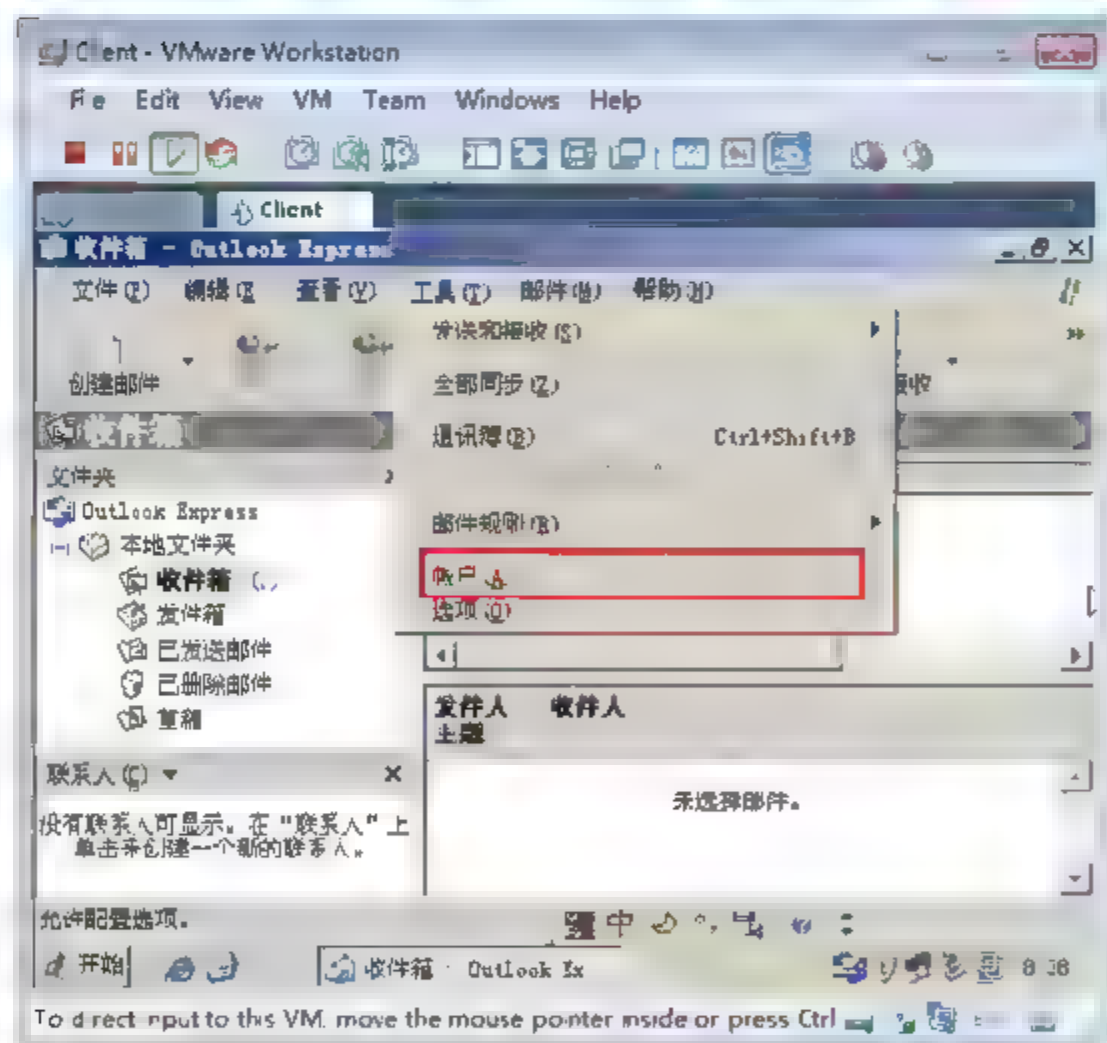 Client - VMware Workstation
File Edit View VM Team Windows Help
Client
收件箱 - Outlook Express
文件(F) 编辑(E) 查看(V) 工具(T) 邮件(M) 帮助(H)
发送和接收(S)
创建邮件
全部同步(Z)
接收
收件箱
通讯簿(B) Ctrl+Shift+B
文件夹
Outlook Express
邮件规则(R)
本地文件夹
收件箱
帐户(A)
发件箱
选项(O)
已发送邮件
已删除邮件
草稿
发件人 收件人
主题
联系人(C)
未选择邮件。
没有联系人可显示。在“联系人”上
单击来创建一个新的联系人。
允许配置选项。
中
开始
收件箱 - Outlook Ex
To direct input to this VM, move the mouse pointer inside or press Ctrl